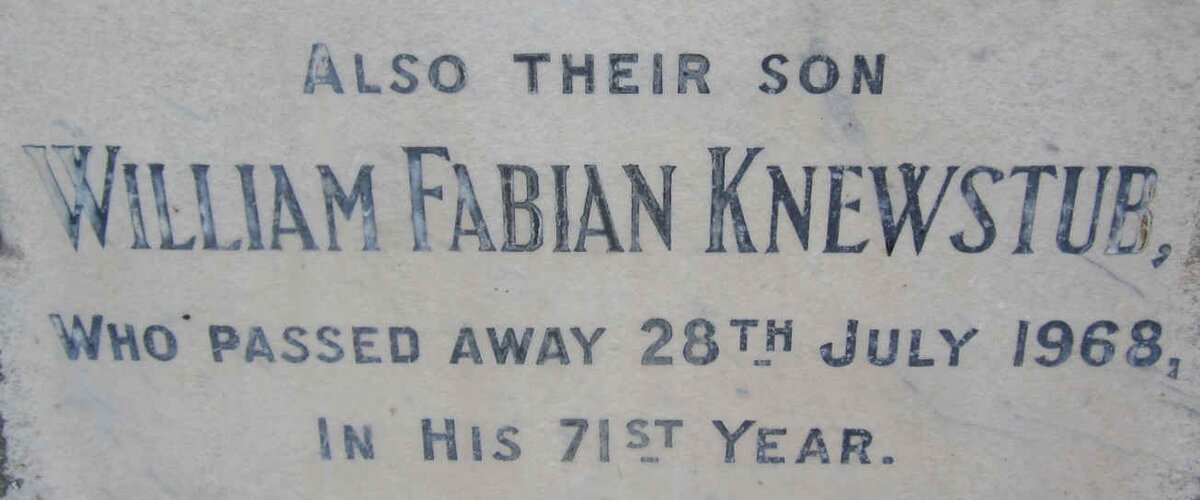 ALSO THEIR SON
WILLIAM FABIAN KNEWSTUB,
WHO PASSED AWAY 28TH JULY 1968,
IN HIS 71ST YEAR.